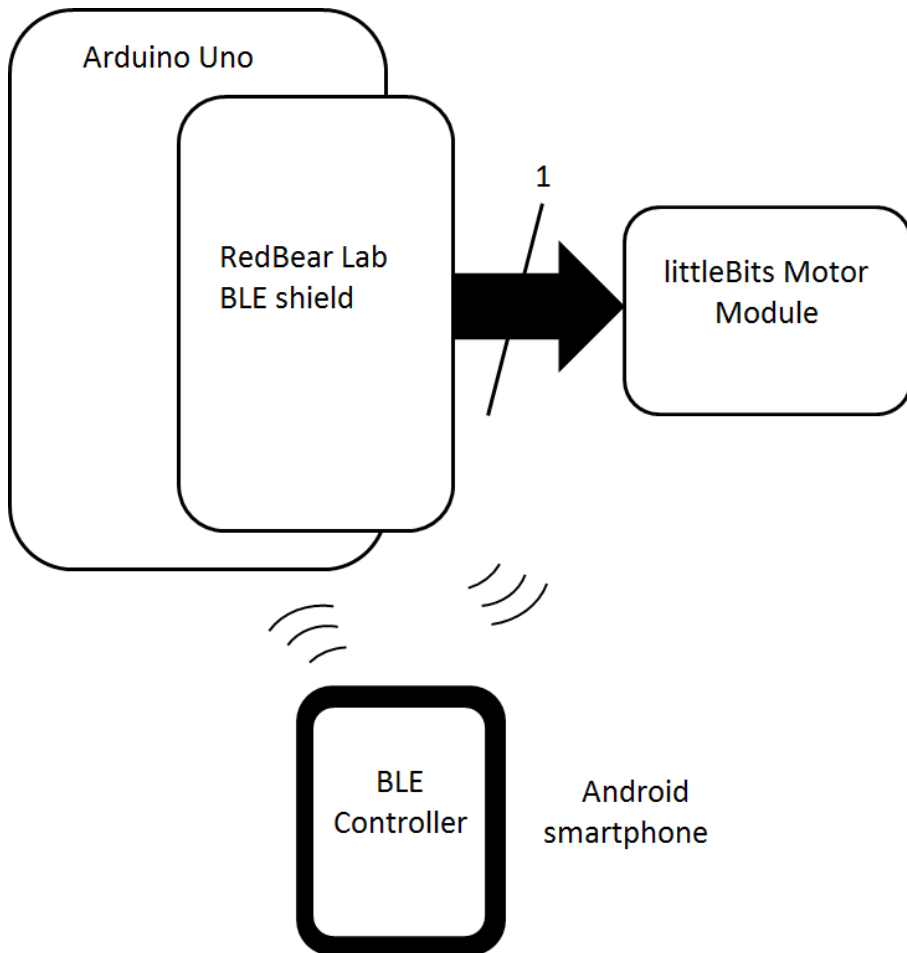 Arduino Uno
1
RedBear Lab
BLE shield
littleBits Motor
Module
BLE
Controller
Android
smartphone